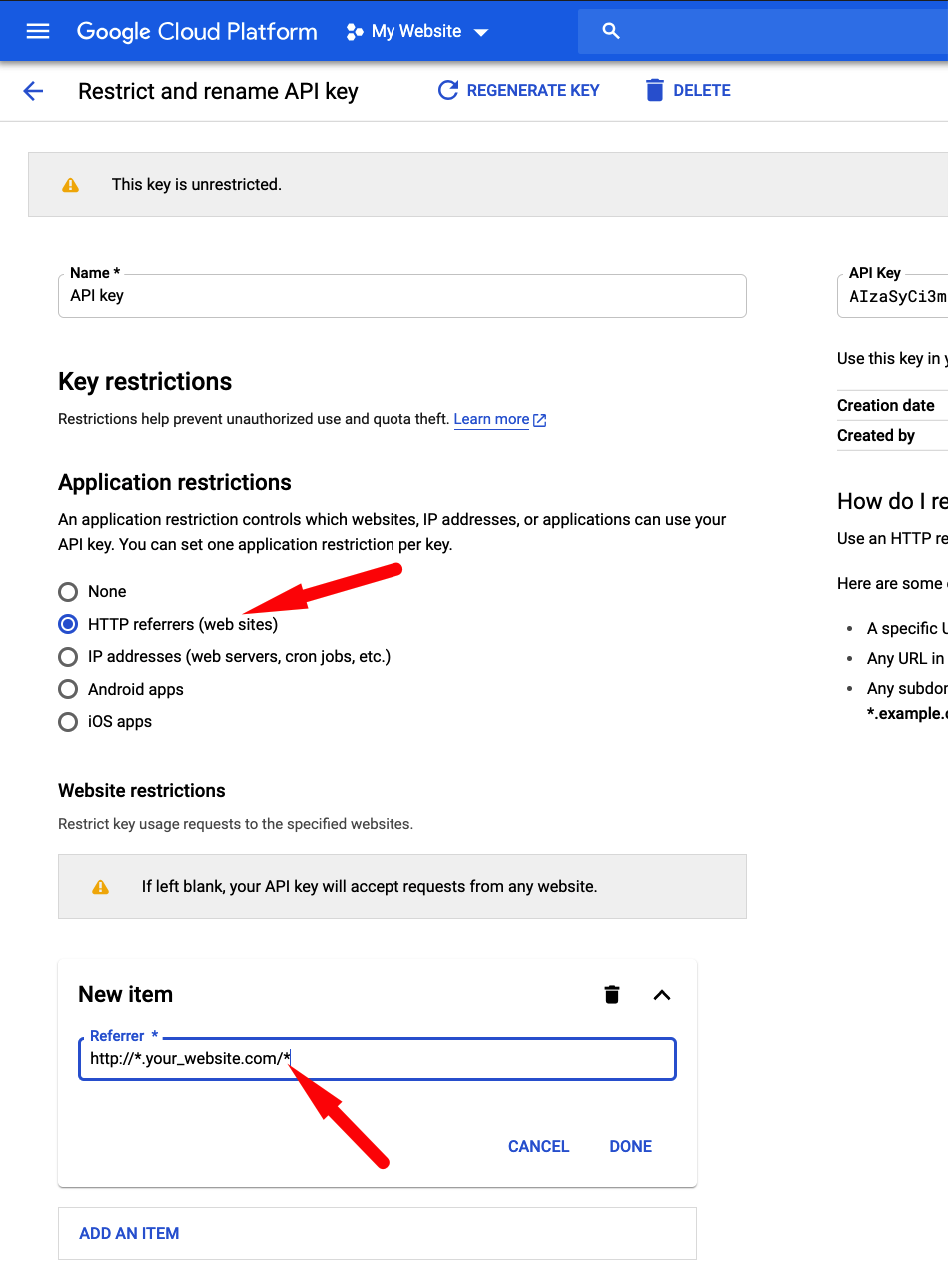 Google Cloud Platform
My Website
Restrict and rename API key
REGENERATE KEY
DELETE
This key is unrestricted.
Name *
API key
Key restrictions
Restrictions help prevent unauthorized use and quota theft. Learn more
Application restrictions
An application restriction controls which websites, IP addresses, or applications can use your
API key. You can set one application restriction per key.
None
HTTP referrers (web sites)
IP addresses (web servers, cron jobs, etc.)
Android apps
iOS apps
Website restrictions
Restrict key usage requests to the specified websites.
If left blank, your API key will accept requests from any website.
New item
Referrer *
http://*.your_website.com/*
CANCEL
DONE
ADD AN ITEM
API Key
AIzaSyCi3m
Use this key in
Creation date
Created by
How do I re
Use an HTTP re
Here are some
A specific U
Any URL in
Any subdor
*.example.